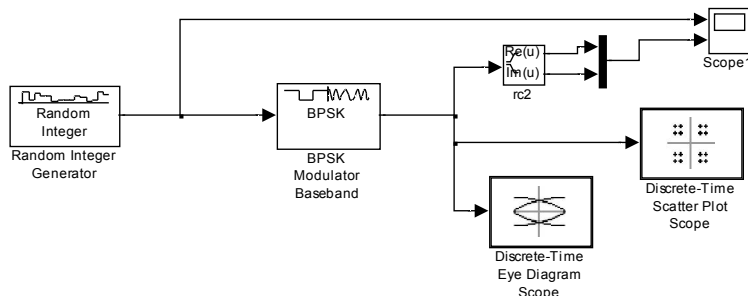 Random
Integer
Random Integer
Generator
BPSK
BPSK
Modulator
Baseband
Re(u)
Im(u)
rc2
Scope1
Discrete-Time
Scatter Plot
Scope
Discrete-Time
Eye Diagram
Scope